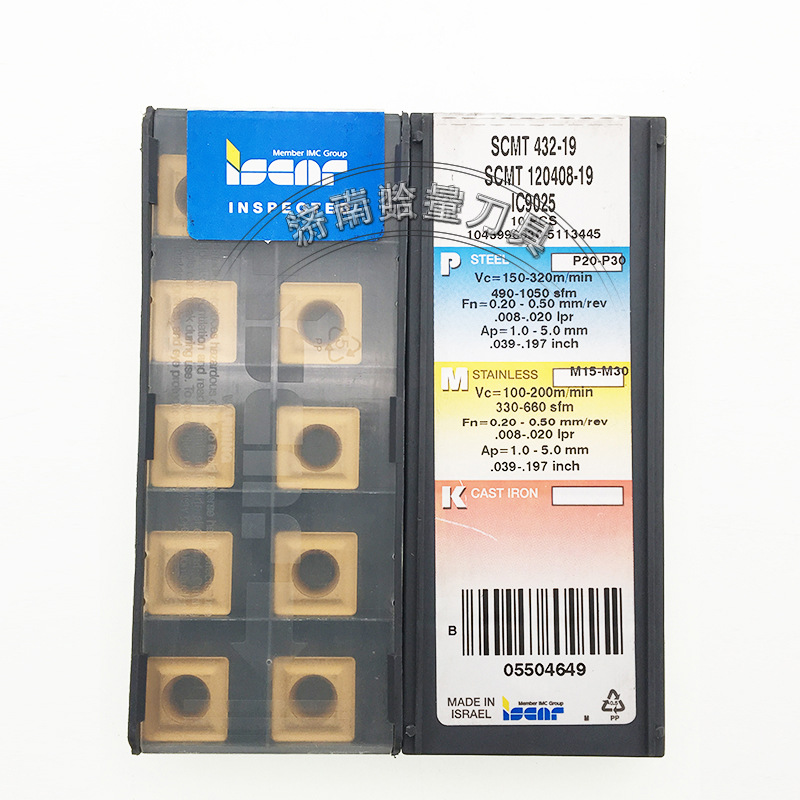 Member IMC Group
iscar
INSPECTED
济南蛤量刀具
PP
SCMT 432-19
SCMT 120408-19
IC9025
5113445
P STEEL P20-P30
Vc=150-320m/min
490-1050 sfm
Fn=0.20 - 0.50 mm/rev
.008-.020 lpr
Ap=1.0 - 5.0 mm
.039-.197 inch
M STAINLESS M15-M30
Vc=100-200m/min
330-660 sfm
Fn=0.20 - 0.50 mm/rev
.008-.020 lpr
Ap=1.0 - 5.0 mm
.039-.197 inch
K CAST IRON
B
05504649
MADE IN
ISRAEL
Member IMC Group
iscar
M
PP